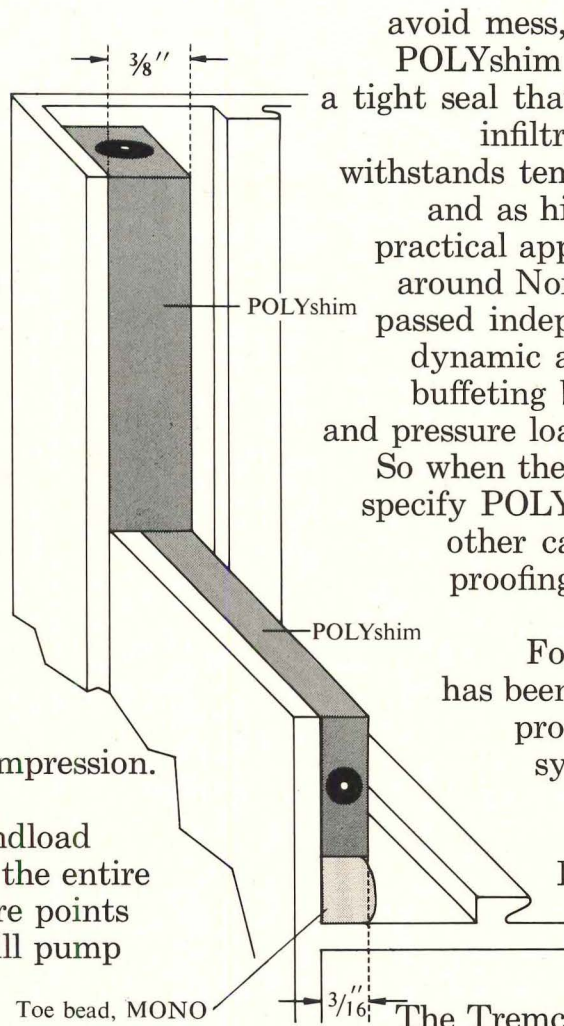 avoid mess,
3/8"
POLYshim
a tight seal that
infiltr
withstands tem
and as hi
practical app
around Nor
POLYshim
passed indep
dynamic a
buffeting
and pressure loa
So when the
specify POLY
other ca
proofing
POLYshim
Fo
has been
pro
sy
mpression.
ndload
the entire
re points
ll pump
Toe bead, MONO
3/16"
The Tremc